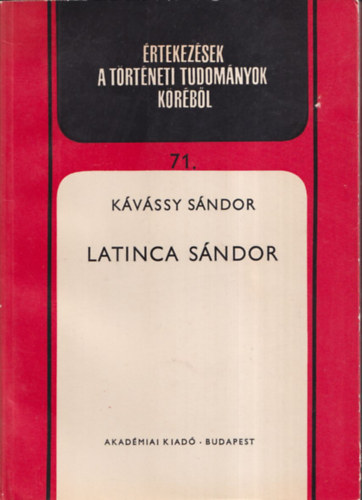 ÉRTEKEZÉSEK
A TÖRTÉNETI TUDOMÁNYOK
KÖRÉBŐL
71.
KÁVÁSSY SÁNDOR
LATINCA SÁNDOR
AKADÉMIAI KIADÓ - BUDAPEST